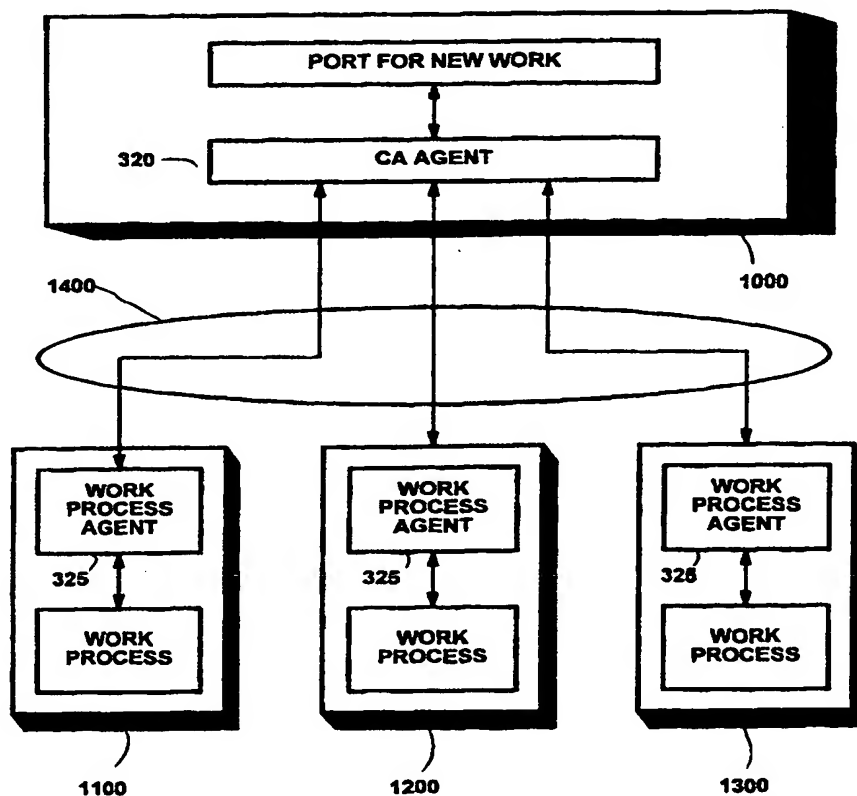 PORT FOR NEW WORK
320
CA AGENT
1000
1400
WORK
PROCESS
AGENT
325
WORK
PROCESS
1100
WORK
PROCESS
AGENT
325
WORK
PROCESS
1200
WORK
PROCESS
AGENT
325
WORK
PROCESS
1300